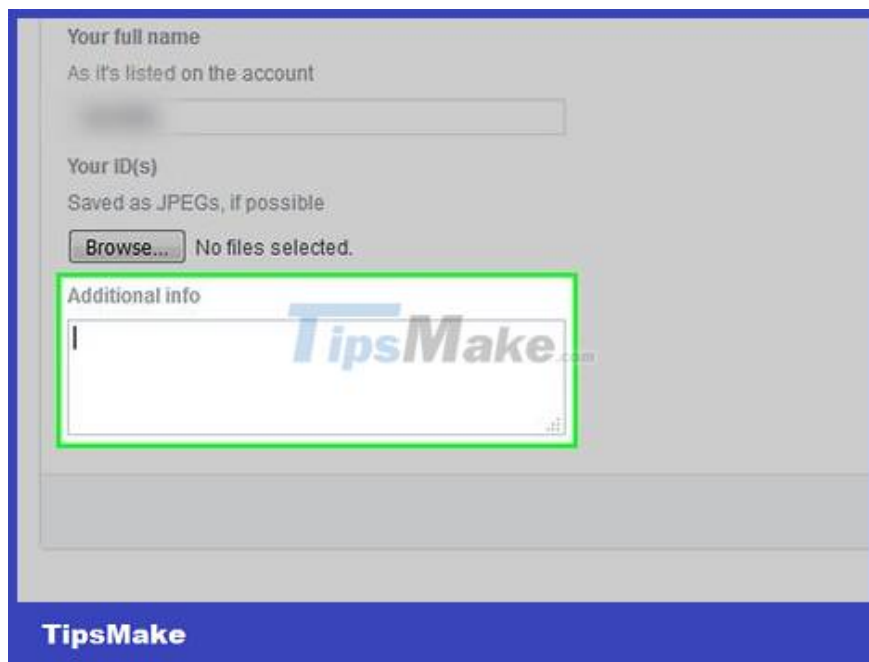 Your full name
As it's listed on the account
Your ID(s)
Saved as JPEGs, if possible
Browse... No files selected.
Additional info
TipsMake.com
TipsMake